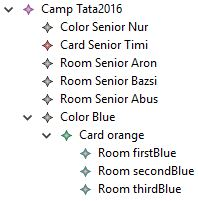 Camp Tata2016
Color Senior Nur
Card Senior Timi
Room Senior Aron
Room Senior Bazsi
Room Senior Abus
Color Blue
Card orange
Room firstBlue
Room secondBlue
Room thirdBlue